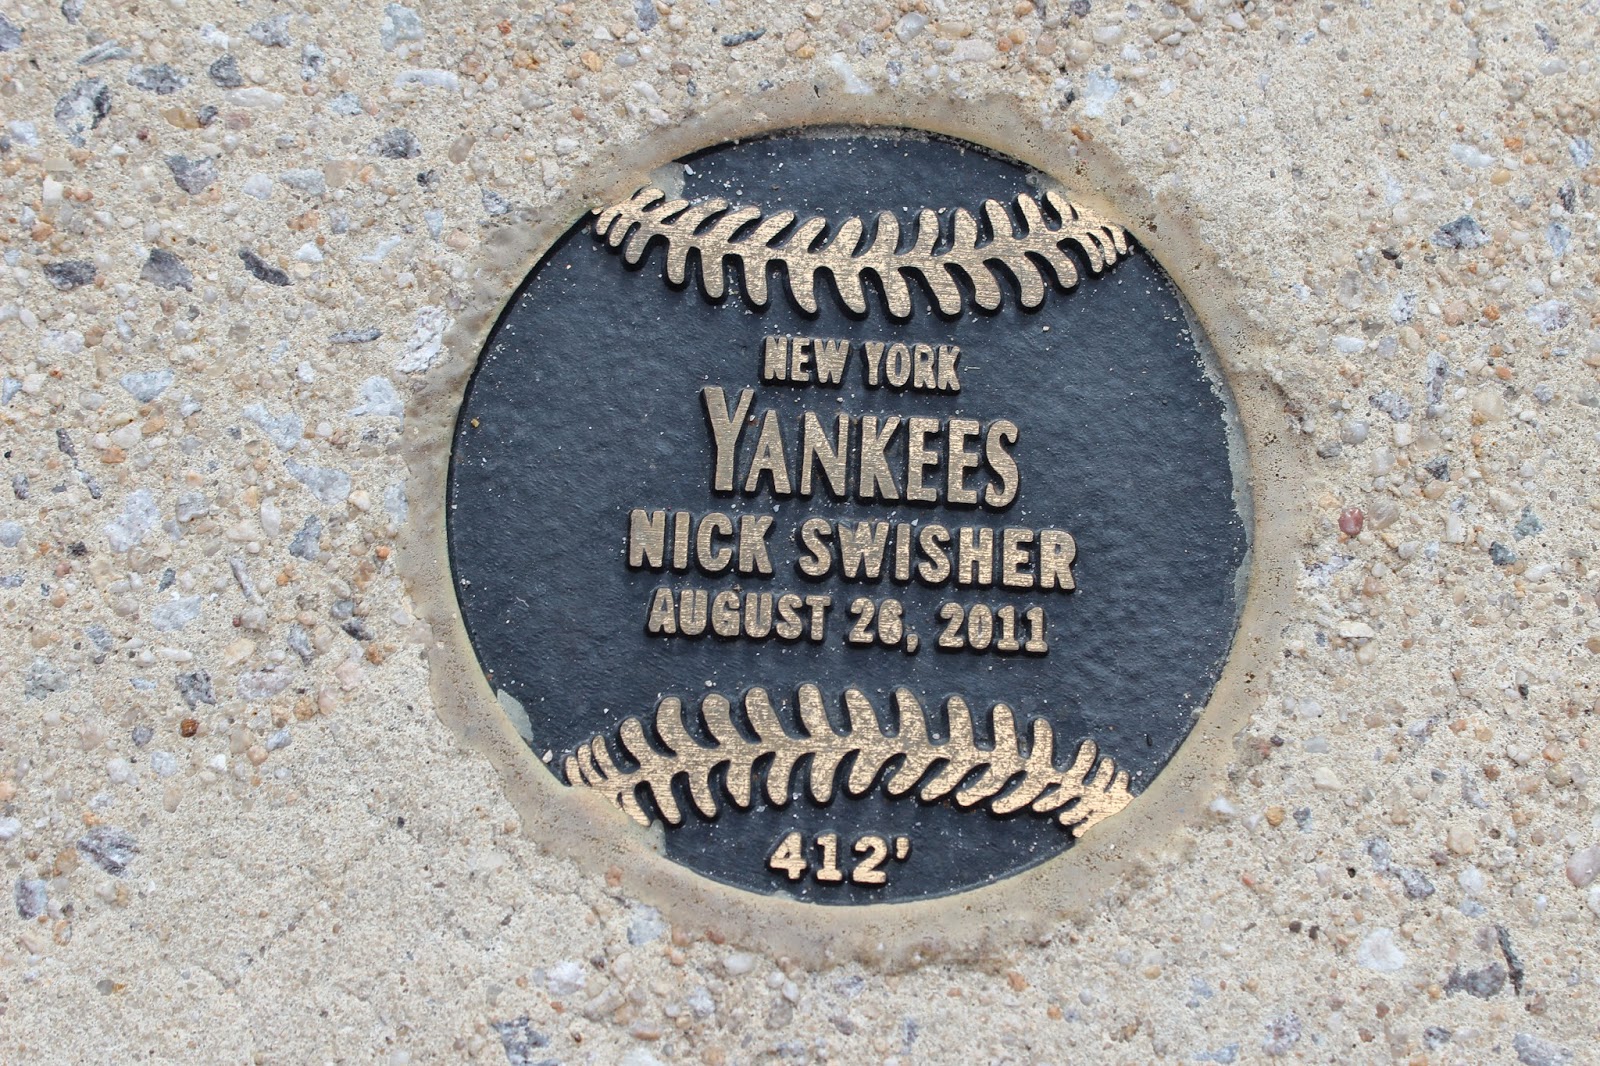 NEW YORK
YANKEES
NICK SWISHER
AUGUST 26, 2011
412'